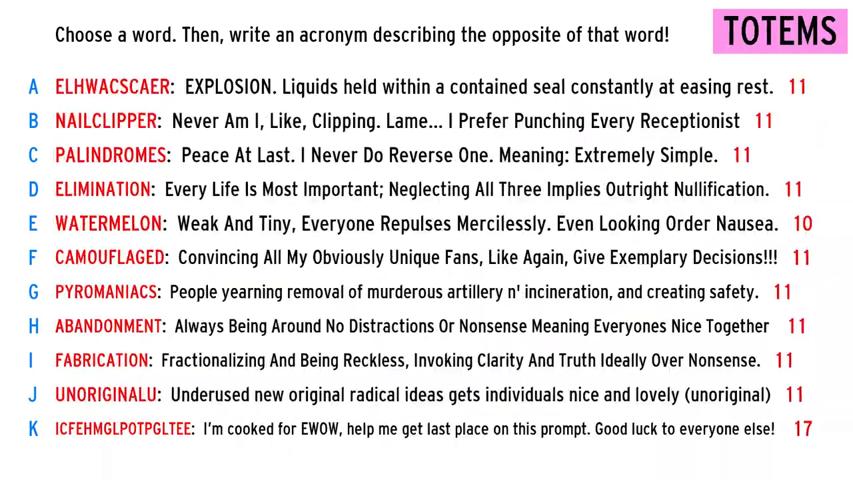 Choose a word. Then, write an acronym describing the opposite of that word! TOTEMS
A ELHWACSCAER: EXPLOSION. Liquids held within a contained seal constantly at easing rest. 11
B NAILCLIPPER: Never Am I, Like, Clipping. Lame... I Prefer Punching Every Receptionist 11
C PALINDROMES: Peace At Last. I Never Do Reverse One. Meaning: Extremely Simple. 11
D ELIMINATION: Every Life Is Most Important; Neglecting All Three Implies Outright Nullification. 11
E WATERMELON: Weak And Tiny, Everyone Repulses Mercilessly. Even Looking Order Nausea. 10
F CAMOUFLAGED: Convincing All My Obviously Unique Fans, Like Again, Give Exemplary Decisions!!! 11
G PYROMANIACS: People yearning removal of murderous artillery n' incineration, and creating safety. 11
H ABANDONMENT: Always Being Around No Distractions Or Nonsense Meaning Everyones Nice Together 11
I FABRICATION: Fractionalizing And Being Reckless, Invoking Clarity And Truth Ideally Over Nonsense. 11
J UNORIGINALU: Underused new original radical ideas gets individuals nice and lovely (unoriginal) 11
K ICFEHMGLPOTPGLTEE: I'm cooked for EWOW, help me get last place on this prompt. Good luck to everyone else! 17